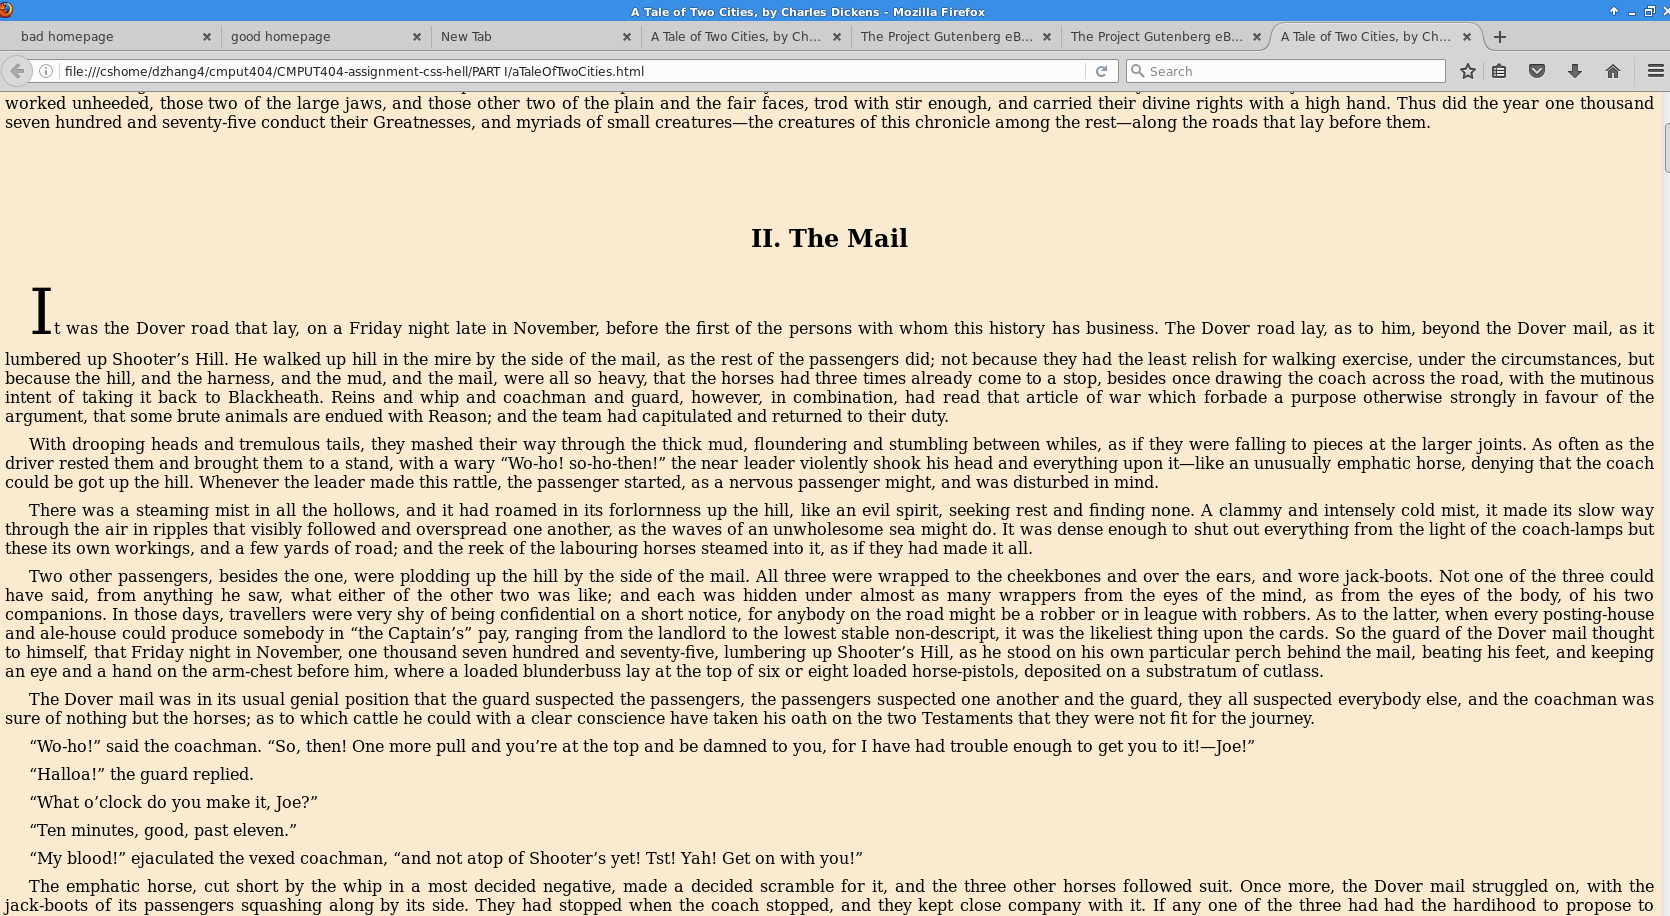 A Tale of Two Cities, by Charles Dickens - Mozilla Firefox
bad homepage
good homepage
New Tab
A Tale of Two Cities, by Ch...
The Project Gutenberg eB...
The Project Gutenberg eB...
A Tale of Two Cities, by Ch...
file:///cshome/dzhang4/cmput404/CMPUT404-assignment-css-hell/PART I/aTaleOfTwoCities.html
Search
worked unheeded, those two of the large jaws, and those other two of the plain and the fair faces, trod with stir enough, and carried their divine rights with a high hand. Thus did the year one thousand
seven hundred and seventy-five conduct their Greatnesses, and myriads of small creatures—the creatures of this chronicle among the rest—along the roads that lay before them.
II. The Mail
It was the Dover road that lay, on a Friday night late in November, before the first of the persons with whom this history has business. The Dover road lay, as to him, beyond the Dover mail, as it
lumbered up Shooter’s Hill. He walked up hill in the mire by the side of the mail, as the rest of the passengers did; not because they had the least relish for walking exercise, under the circumstances, but
because the hill, and the harness, and the mud, and the mail, were all so heavy, that the horses had three times already come to a stop, besides once drawing the coach across the road, with the mutinous
intent of taking it back to Blackheath. Reins and whip and coachman and guard, however, in combination, had read that article of war which forbade a purpose otherwise strongly in favour of the
argument, that some brute animals are endued with Reason; and the team had capitulated and returned to their duty.
With drooping heads and tremulous tails, they mashed their way through the thick mud, floundering and stumbling between whiles, as if they were falling to pieces at the larger joints. As often as the
driver rested them and brought them to a stand, with a wary “Wo-ho! so-ho-then!” the near leader violently shook his head and everything upon it—like an unusually emphatic horse, denying that the coach
could be got up the hill. Whenever the leader made this rattle, the passenger started, as a nervous passenger might, and was disturbed in mind.
There was a steaming mist in all the hollows, and it had roamed in its forlornness up the hill, like an evil spirit, seeking rest and finding none. A clammy and intensely cold mist, it made its slow way
through the air in ripples that visibly followed and overspread one another, as the waves of an unwholesome sea might do. It was dense enough to shut out everything from the light of the coach-lamps but
these its own workings, and a few yards of road; and the reek of the labouring horses steamed into it, as if they had made it all.
Two other passengers, besides the one, were plodding up the hill by the side of the mail. All three were wrapped to the cheekbones and over the ears, and wore jack-boots. Not one of the three could
have said, from anything he saw, what either of the other two was like; and each was hidden under almost as many wrappers from the eyes of the mind, as from the eyes of the body, of his two
companions. In those days, travellers were very shy of being confidential on a short notice, for anybody on the road might be a robber or in league with robbers. As to the latter, when every posting-house
and ale-house could produce somebody in “the Captain’s” pay, ranging from the landlord to the lowest stable non-descript, it was the likeliest thing upon the cards. So the guard of the Dover mail thought
to himself, that Friday night in November, one thousand seven hundred and seventy-five, lumbering up Shooter’s Hill, as he stood on his own particular perch behind the mail, beating his feet, and keeping
an eye and a hand on the arm-chest before him, where a loaded blunderbuss lay at the top of six or eight loaded horse-pistols, deposited on a substratum of cutlass.
The Dover mail was in its usual genial position that the guard suspected the passengers, the passengers suspected one another and the guard, they all suspected everybody else, and the coachman was
sure of nothing but the horses; as to which cattle he could with a clear conscience have taken his oath on the two Testaments that they were not fit for the journey.
“Wo-ho!” said the coachman. “So, then! One more pull and you’re at the top and be damned to you, for I have had trouble enough to get you to it!—Joe!”
“Halloa!” the guard replied.
“What o’clock do you make it, Joe?”
“Ten minutes, good, past eleven.”
“My blood!” ejaculated the vexed coachman, “and not atop of Shooter’s yet! Tst! Yah! Get on with you!”
The emphatic horse, cut short by the whip in a most decided negative, made a decided scramble for it, and the three other horses followed suit. Once more, the Dover mail struggled on, with the
jack-boots of its passengers squashing along by its side. They had stopped when the coach stopped, and they kept close company with it. If any one of the three had had the hardihood to propose to